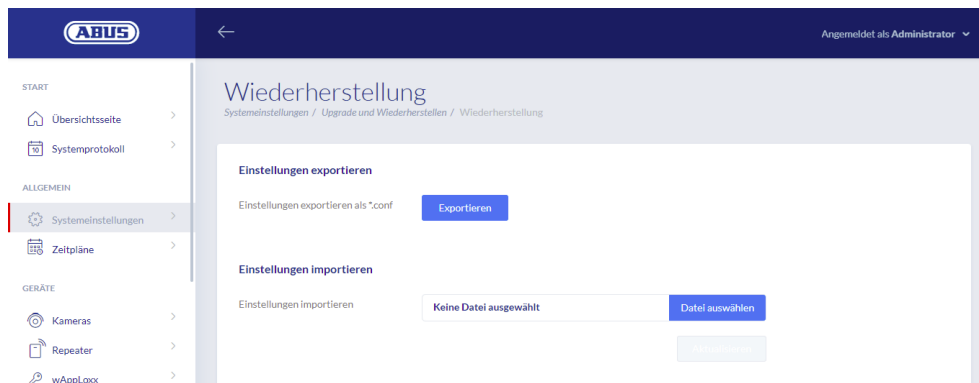 ABUS
Angemeldet als Administrator
START
Übersichtsseite
10
Systemprotokoll
ALLGEMEIN
Systemeinstellungen
Zeitpläne
GERÄTE
Kameras
Repeater
wAppLoxx
Wiederherstellung
Systemeinstellungen / Upgrade und Wiederherstellen / Wiederherstellung
Einstellungen exportieren
Einstellungen exportieren als *.conf
Exportieren
Einstellungen importieren
Einstellungen importieren
Keine Datei ausgewählt
Datei auswählen